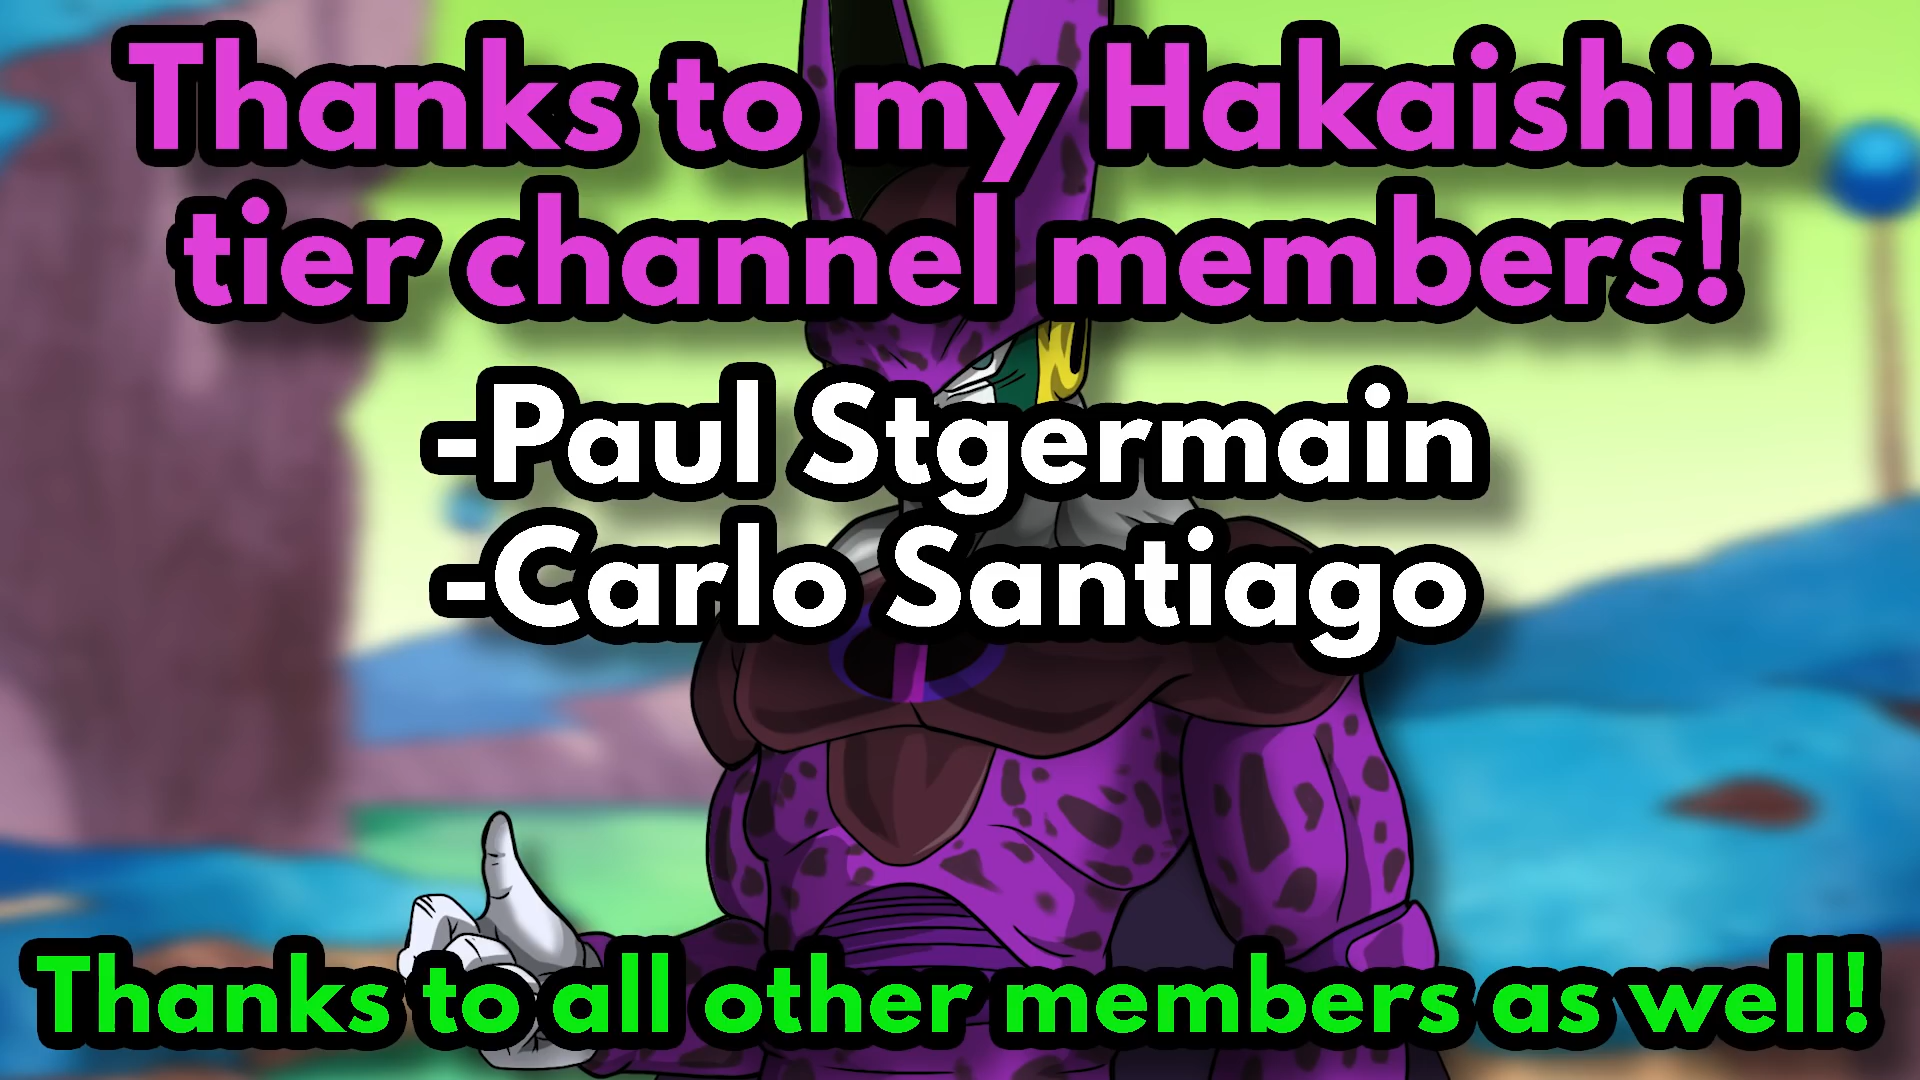 Thanks to my Hakaishin
tier channel members!
-Paul Stgermain
-Carlo Santiago
Thanks to all other members as well!